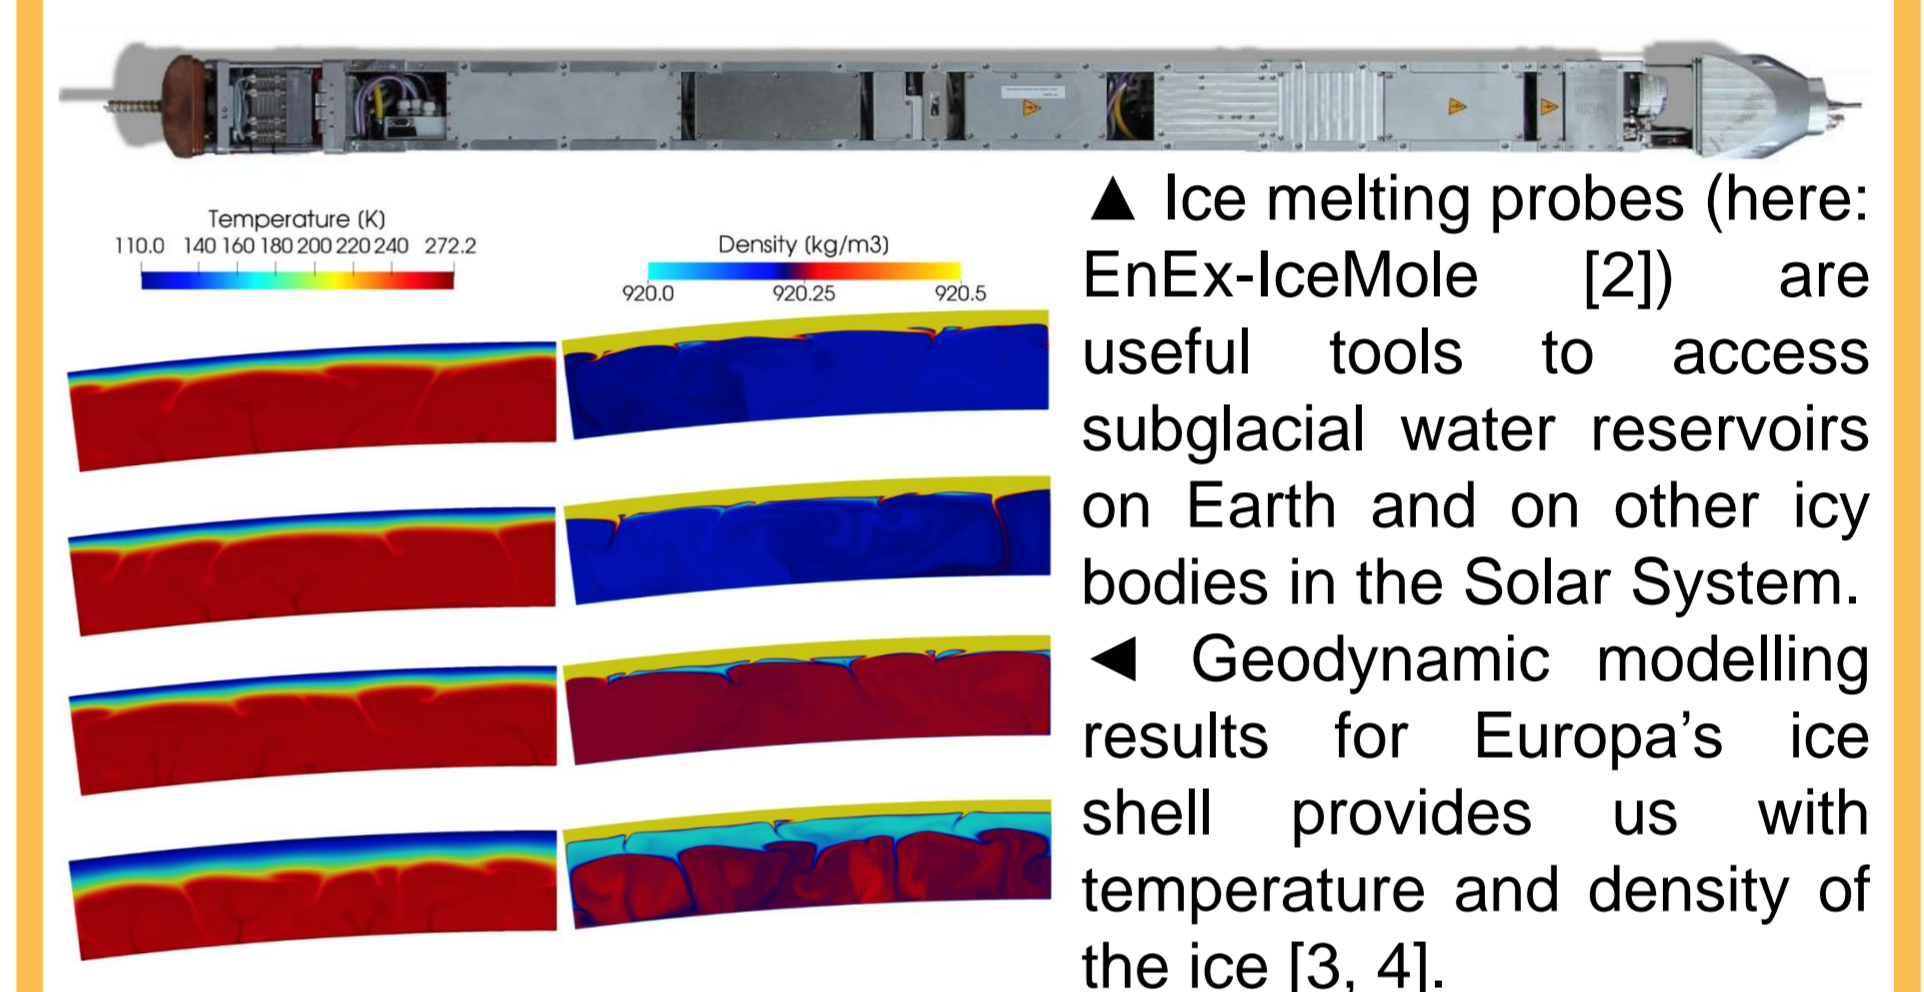 Temperature (K)
110.0 140 160 180 200 220 240 272.2
Density (kg/m3)
920.0 920.25 920.5
▲ Ice melting probes (here:
EnEx-IceMole [2]) are
useful tools to access
subglacial water reservoirs
on Earth and on other icy
bodies in the Solar System.
◄ Geodynamic modelling
results for Europa’s ice
shell provides us with
temperature and density of
the ice [3, 4].